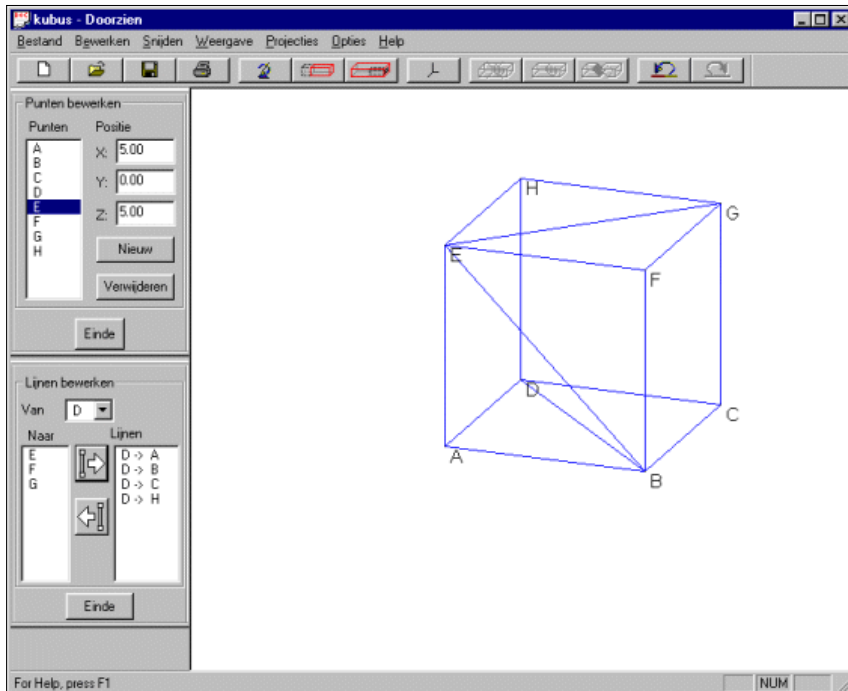 kubus - Doorzien
Bestand Bewerken Snijden Weergave Projecties Opties Help
Punten bewerken
Punten Positie
A
B
C
D
E
F
G
H
X: 5.00
Y: 0.00
Z: 5.00
Nieuw
Verwijderen
Einde
Lijnen bewerken
Van D
Naar Lijnen
E D -> A
F D -> B
G D -> C
D -> H
Einde
H
G
E
F
D
C
A
B
For Help, press F1 NUM